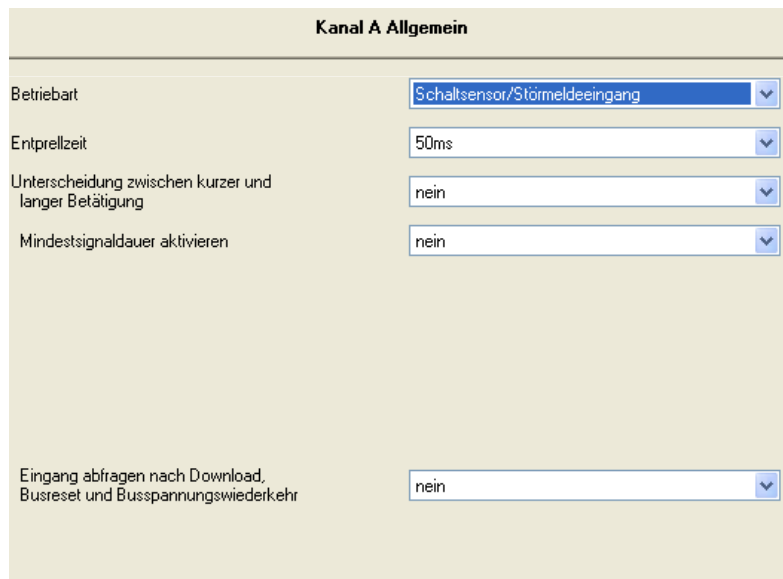 Kanal A Allgemein
Betriebart
Schaltsensor/Störmeldeeingang
Entprellzeit
50ms
Unterscheidung zwischen kurzer und
langer Betätigung
nein
Mindestsignaldauer aktivieren
nein
Eingang abfragen nach Download,
Busreset und Busspannungswiederkehr
nein